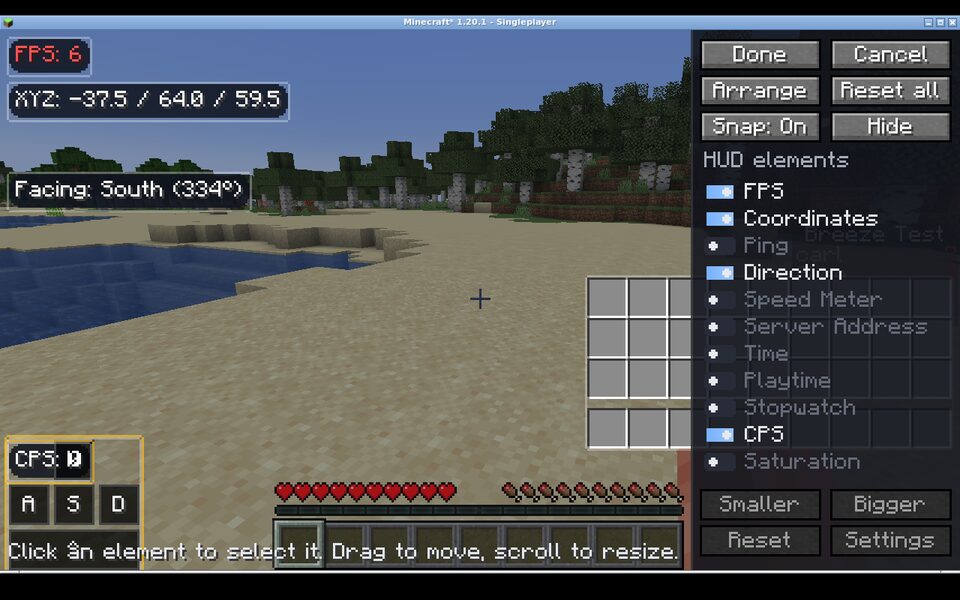 Minecraft* 1.20.1 - Singleplayer
FPS: 6
XYZ: -37.5 / 64.0 / 59.5
Facing: South (334°)
Done
Cancel
Arrange
Reset all
Snap: On
Hide
HUD elements
FPS
Coordinates
Ping
Breeze Test
Direction
Speed Meter
Server Address
Time
Playtime
Stopwatch
CPS
Saturation
CPS:
A
S
D
Smaller
Bigger
Reset
Settings
Click an element to select it. Drag to move, scroll to resize.